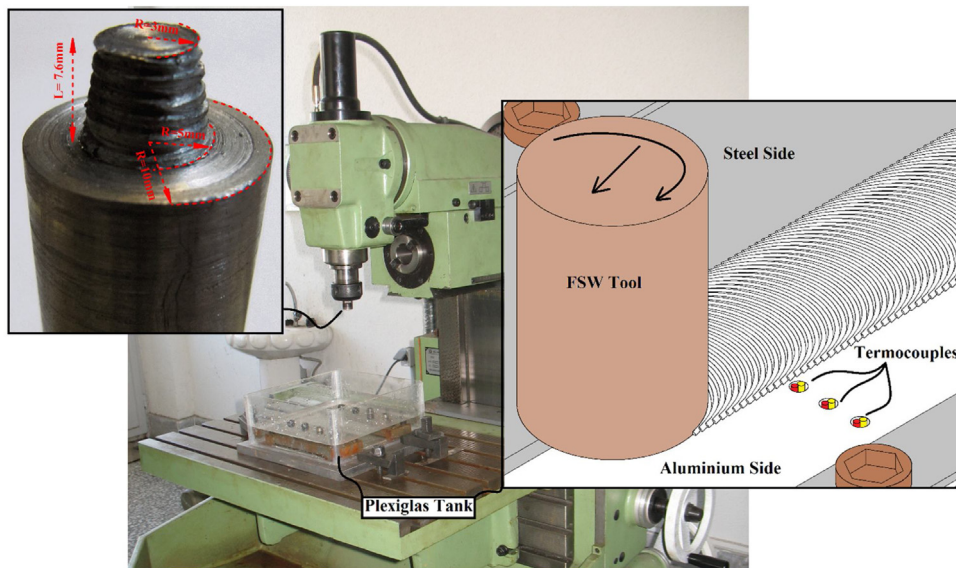 R=3mm
L= 7.6mm
R=5mm
R=10mm
Steel Side
FSW Tool
Termocouples
Aluminium Side
Plexiglas Tank